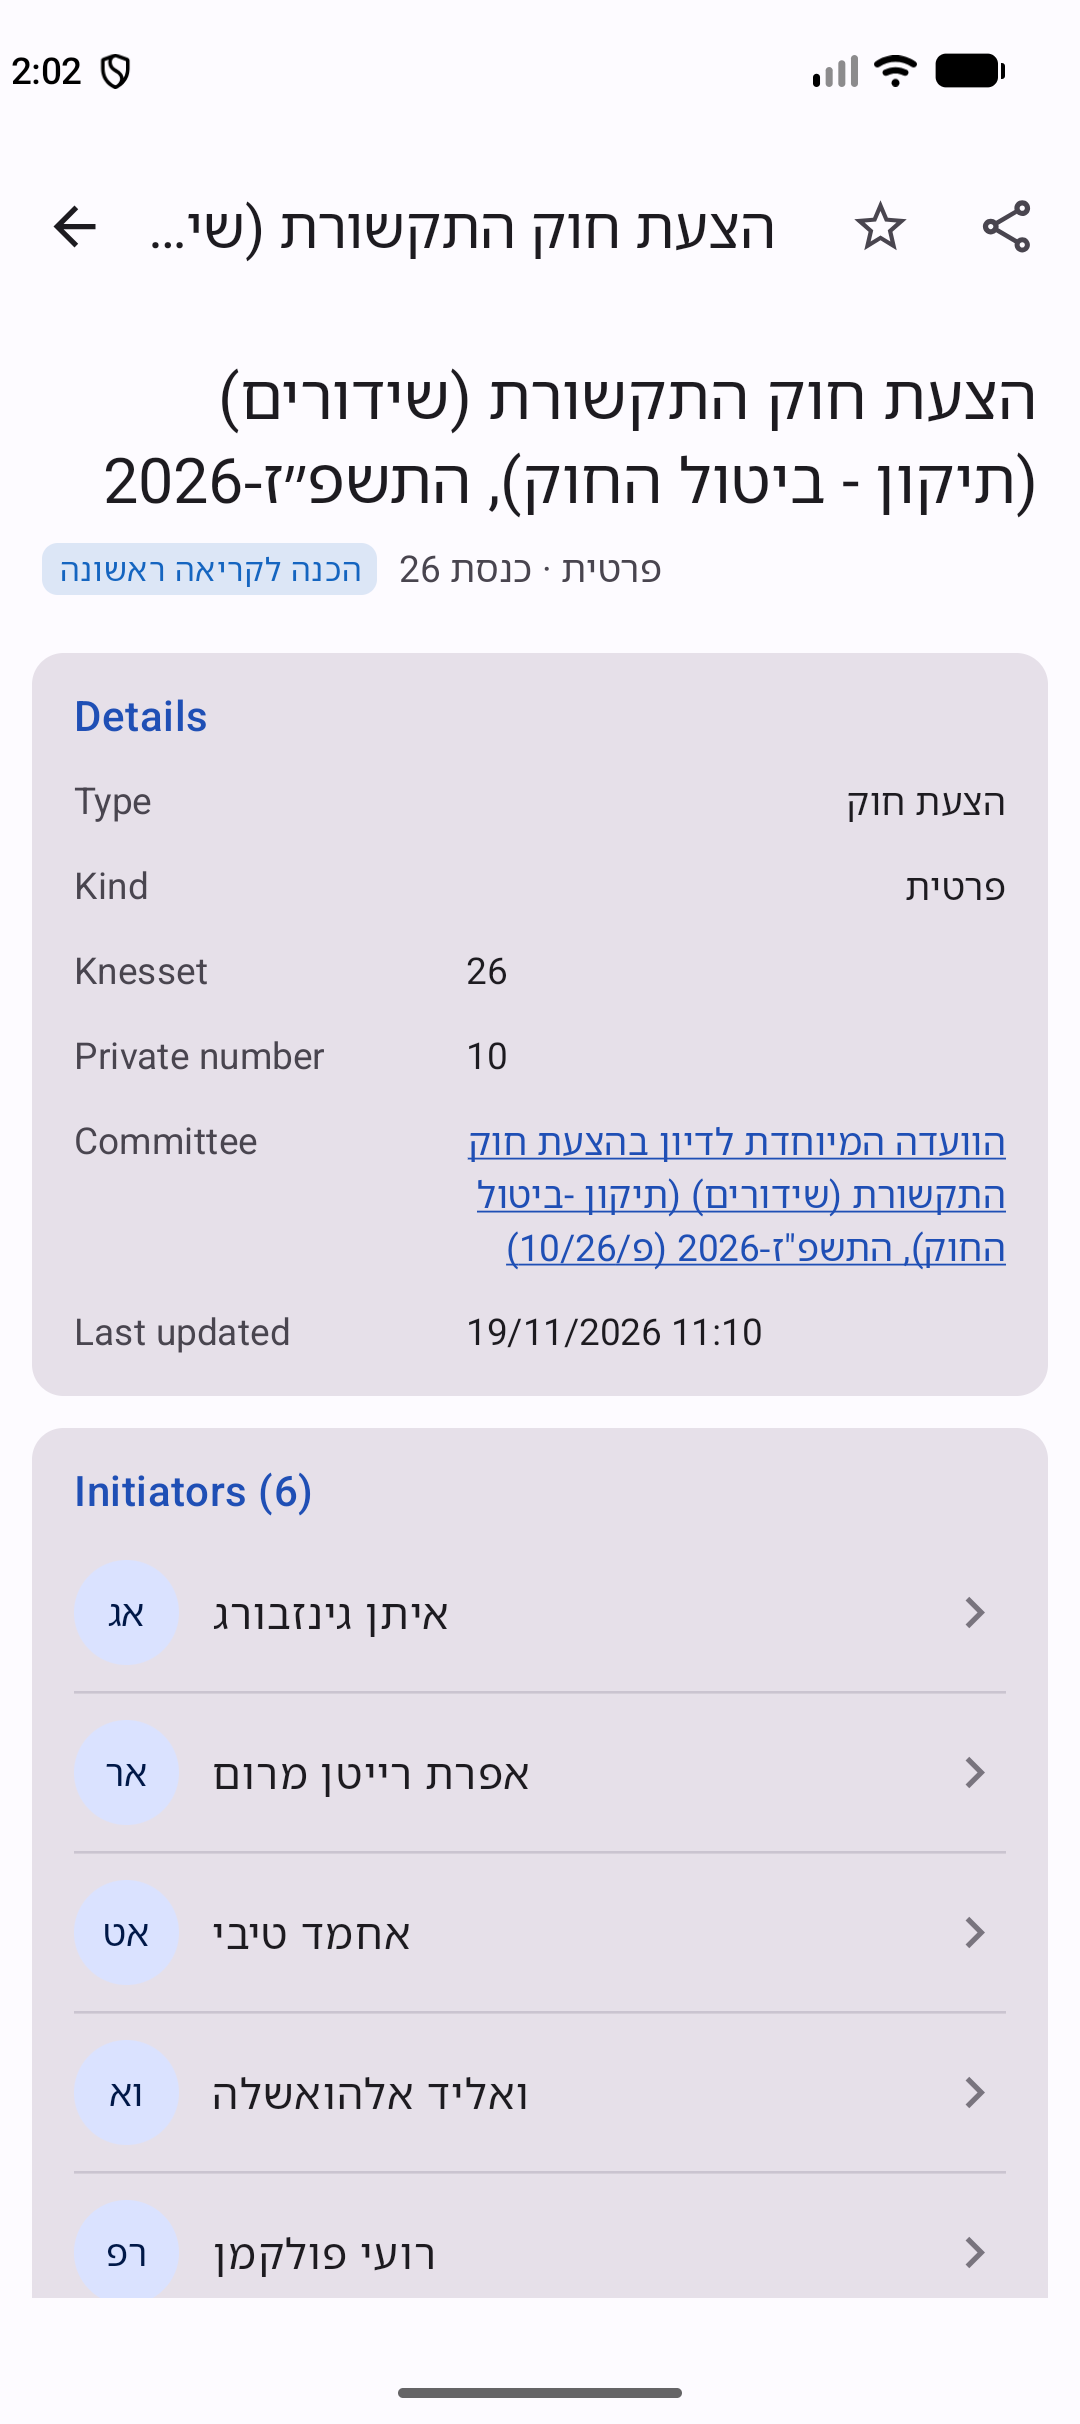 2:02
הצעת חוק התקשורת (שי...
הצעת חוק התקשורת (שידורים)
(תיקון - ביטול החוק), התשפ״ז-2026
הכנה לקריאה ראשונה
פרטית · כנסת 26
Details
Type הצעת חוק
Kind פרטית
Knesset 26
Private number 10
Committee הוועדה המיוחדת לדיון בהצעת חוק
התקשורת (שידורים) (תיקון -ביטול
החוק), התשפ"ז-2026 (פ/10/26)
Last updated 19/11/2026 11:10
Initiators (6)
אג איתן גינזבורג
אר אפרת רייטן מרום
אט אחמד טיבי
וא ואליד אלהואשלה
רפ רועי פולקמן